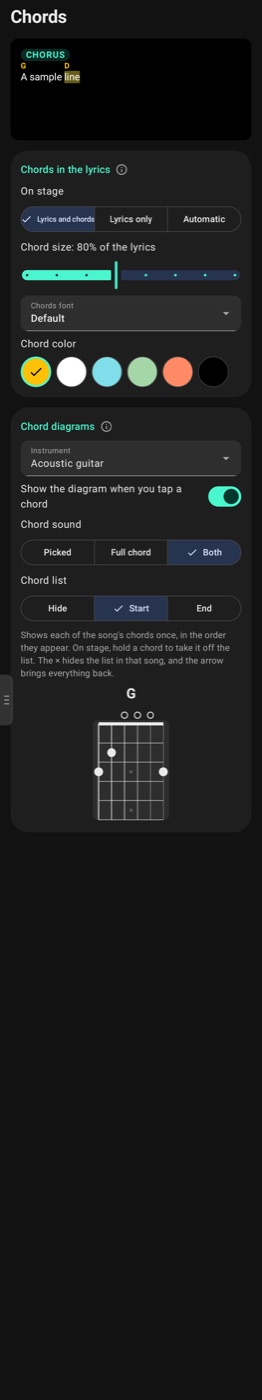 Chords
CHORUS
G D
A sample line
Chords in the lyrics
On stage
Lyrics and chords Lyrics only Automatic
Chord size: 80% of the lyrics
Chords font
Default
Chord color
Chord diagrams
Instrument
Acoustic guitar
Show the diagram when you tap a
chord
Chord sound
Picked Full chord Both
Chord list
Hide Start End
Shows each of the song's chords once, in the order
they appear. On stage, hold a chord to take it off the
list. The × hides the list in that song, and the arrow
brings everything back.
G